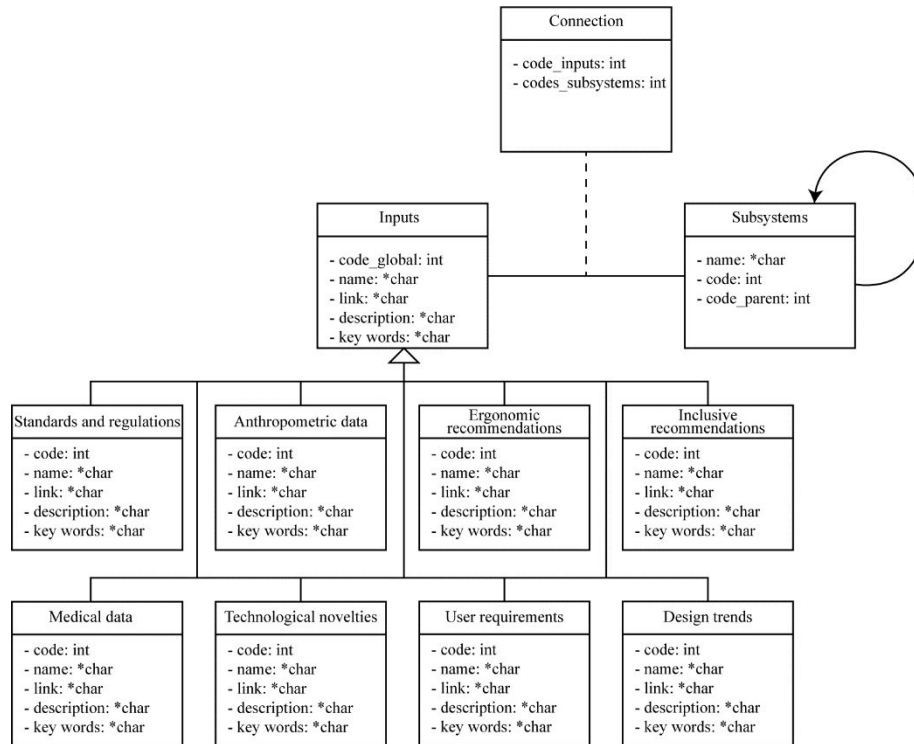 Connection
- code_inputs: int
- codes_subsystems: int
Inputs
- code_global: int
- name: *char
- link: *char
- description: *char
- key words: *char
Subsystems
- name: *char
- code: int
- code_parent: int
Standards and regulations
- code: int
- name: *char
- link: *char
- description: *char
- key words: *char
Anthropometric data
- code: int
- name: *char
- link: *char
- description: *char
- key words: *char
Ergonomic
recommendations
- code: int
- name: *char
- link: *char
- description: *char
- key words: *char
Inclusive
recommendations
- code: int
- name: *char
- link: *char
- description: *char
- key words: *char
Medical data
- code: int
- name: *char
- link: *char
- description: *char
- key words: *char
Technological novelties
- code: int
- name: *char
- link: *char
- description: *char
- key words: *char
User requirements
- code: int
- name: *char
- link: *char
- description: *char
- key words: *char
Design trends
- code: int
- name: *char
- link: *char
- description: *char
- key words: *char